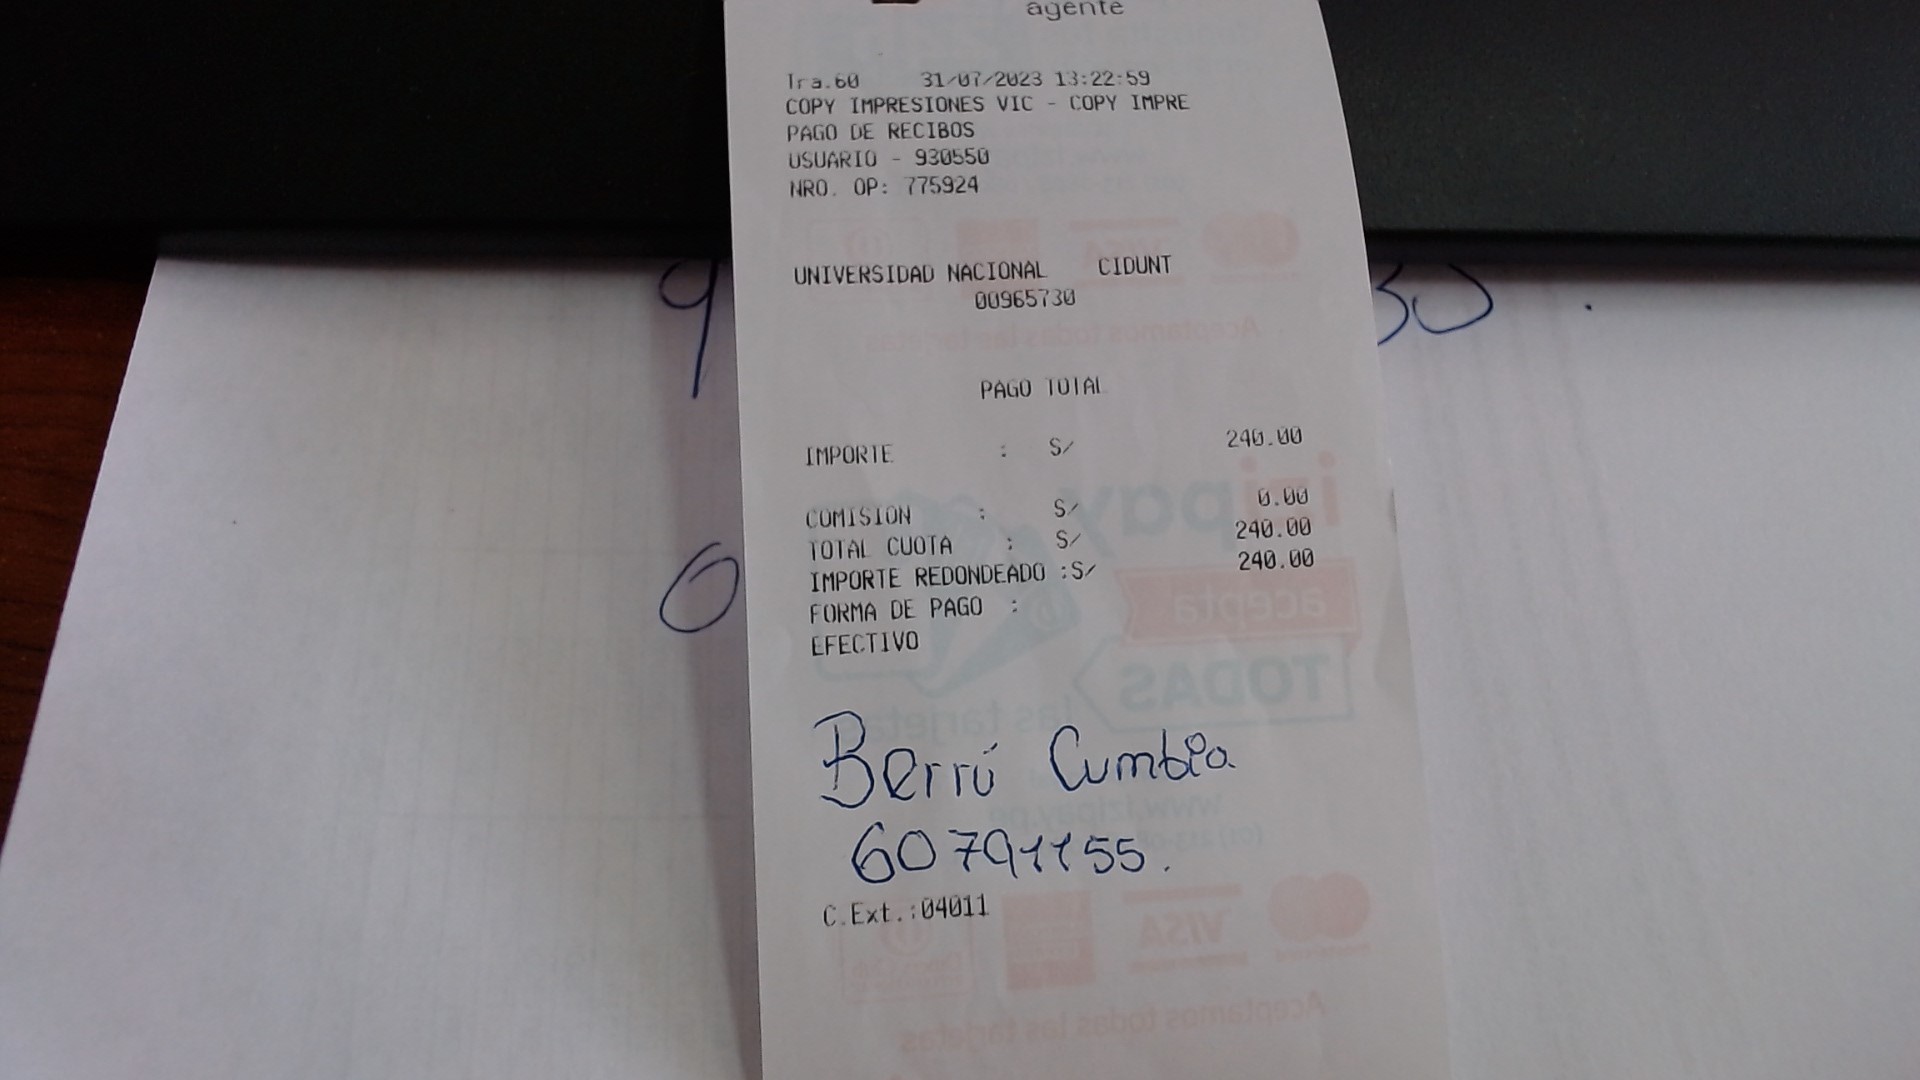 agente
Tra.60 31/07/2023 13:22:59
COPY IMPRESIONES VIC - COPY IMPRE
PAGO DE RECIBOS
USUARIO - 930550
NRO. OP: 775924
UNIVERSIDAD NACIONAL CIDUNT
00965730
PAGO TOTAL
IMPORTE : S/ 240.00
COMISION : S/ 0.00
TOTAL CUOTA : S/ 240.00
IMPORTE REDONDEADO :S/ 240.00
FORMA DE PAGO :
EFECTIVO
Berrú Cumbia
60791155.
C.Ext.:04011